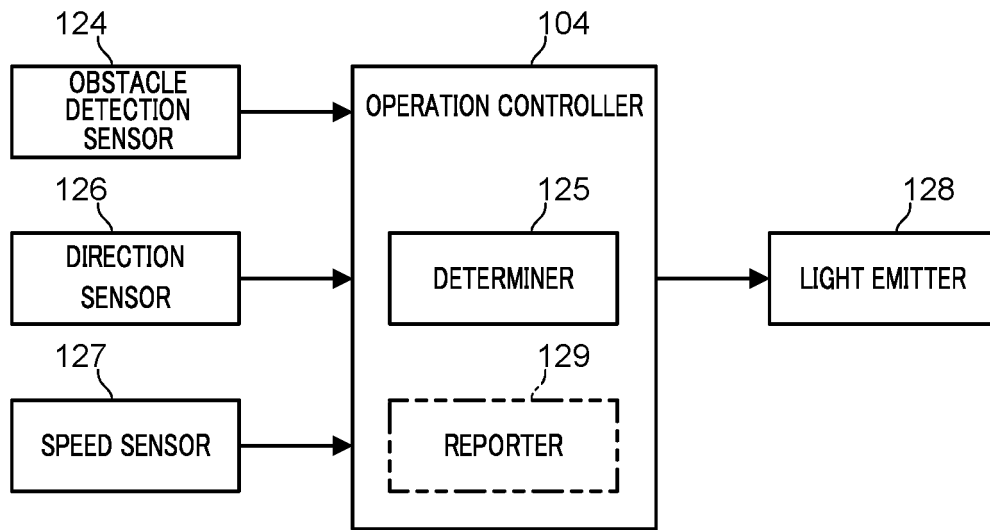 124
OBSTACLE
DETECTION
SENSOR
104
OPERATION CONTROLLER
126
DIRECTION
SENSOR
125
DETERMINER
128
LIGHT EMITTER
127
SPEED SENSOR
129
REPORTER